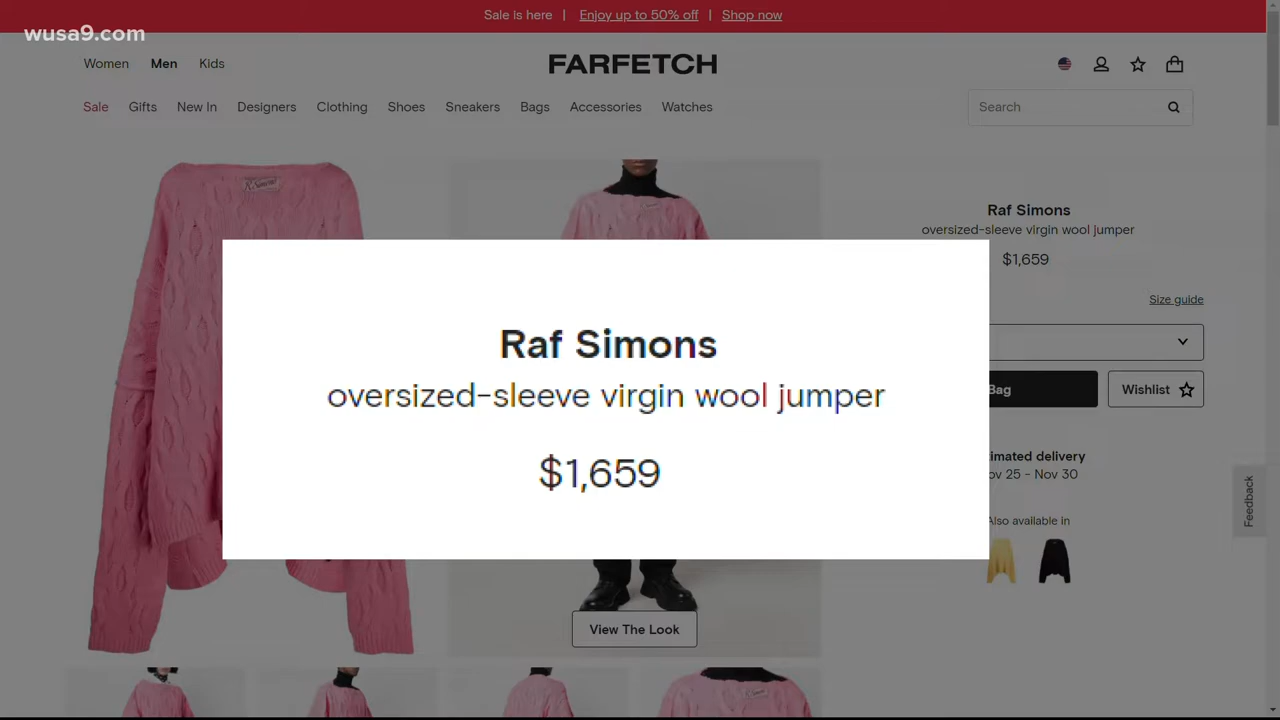 Sale is here | Enjoy up to 50% off | Shop now
wusa9.com
Women Men Kids
FARFETCH
Sale Gifts New In Designers Clothing Shoes Sneakers Bags Accessories Watches
Search
Raf Simons
oversized-sleeve virgin wool jumper
$1,659
Size guide
Bag
Wishlist
timated delivery
ov 25 - Nov 30
Also available in
Feedback
Raf Simons
oversized-sleeve virgin wool jumper
$1,659
View The Look